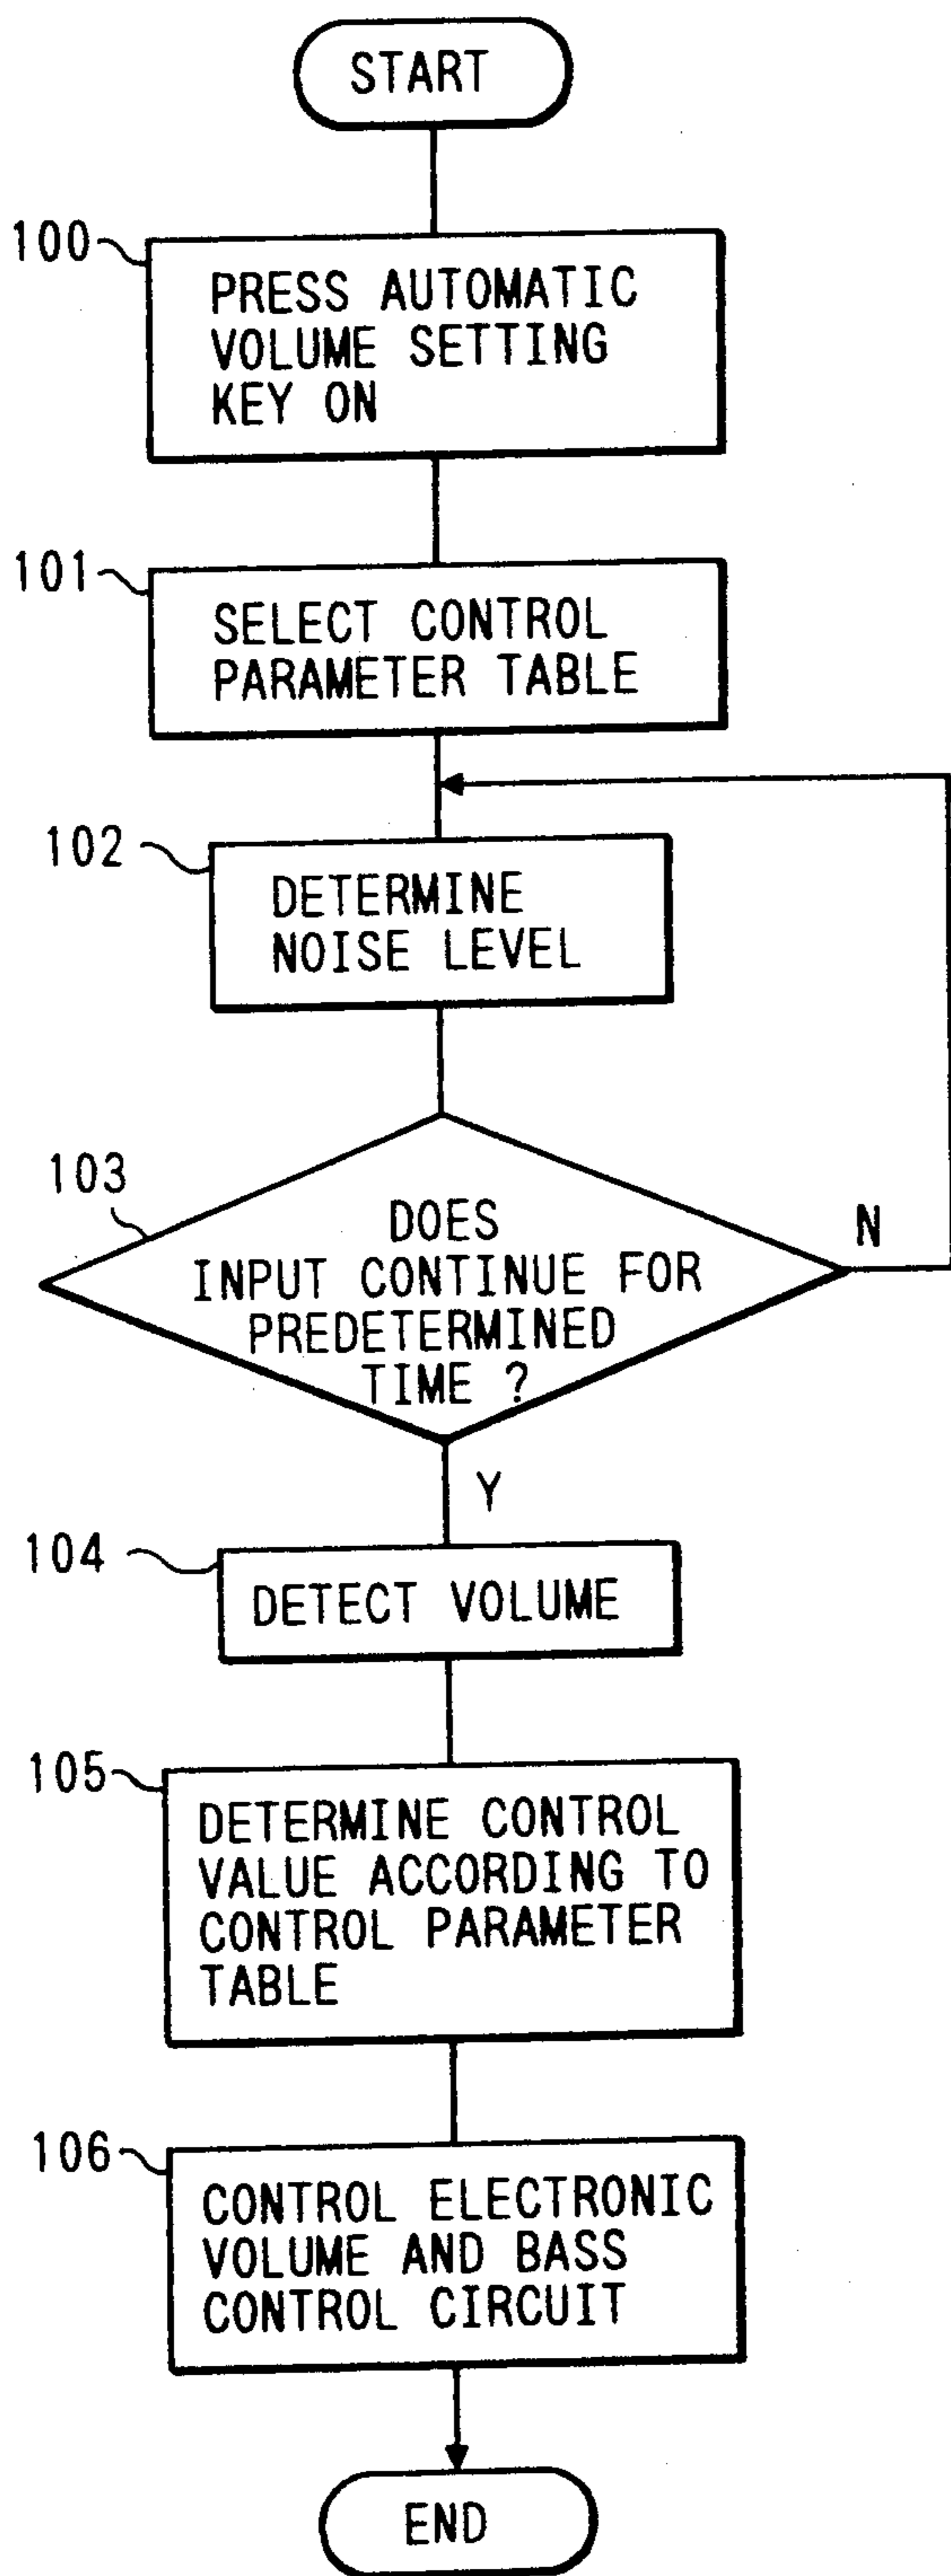 START
100
PRESS AUTOMATIC
VOLUME SETTING
KEY ON
101
SELECT CONTROL
PARAMETER TABLE
102
DETERMINE
NOISE LEVEL
103
DOES
INPUT CONTINUE FOR
PREDETERMINED
TIME ?
N
Y
104
DETECT VOLUME
105
DETERMINE CONTROL
VALUE ACCORDING TO
CONTROL PARAMETER
TABLE
106
CONTROL ELECTRONIC
VOLUME AND BASS
CONTROL CIRCUIT
END